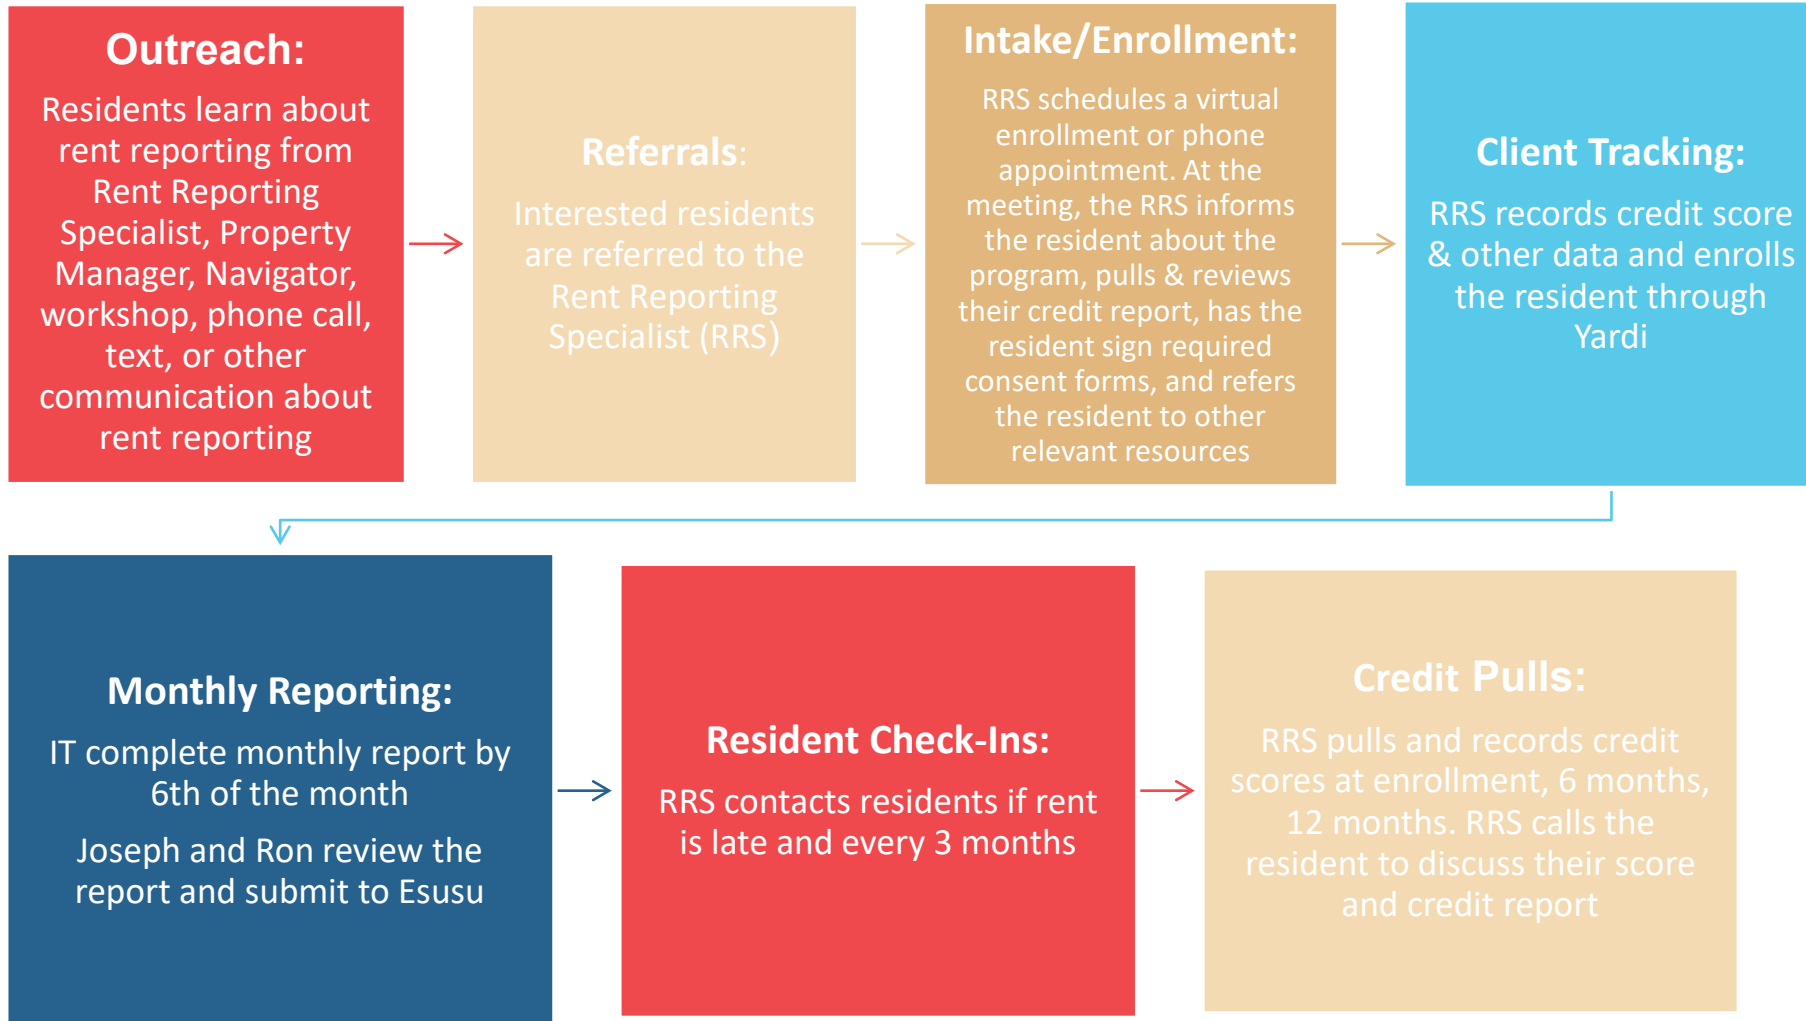 Outreach:
Residents learn about
rent reporting from
Rent Reporting
Specialist, Property
Manager, Navigator,
workshop, phone call,
text, or other
communication about
rent reporting
Referrals:
Interested residents
are referred to the
Rent Reporting
Specialist (RRS)
Intake/Enrollment:
RRS schedules a virtual
enrollment or phone
appointment. At the
meeting, the RRS informs
the resident about the
program, pulls & reviews
their credit report, has the
resident sign required
consent forms, and refers
the resident to other
relevant resources
Client Tracking:
RRS records credit score
& other data and enrolls
the resident through
Yardi
Monthly Reporting:
IT complete monthly report by
6th of the month
Joseph and Ron review the
report and submit to Esusu
Resident Check-Ins:
RRS contacts residents if rent
is late and every 3 months
Credit Pulls:
RRS pulls and records credit
scores at enrollment, 6 months,
12 months. RRS calls the
resident to discuss their score
and credit report